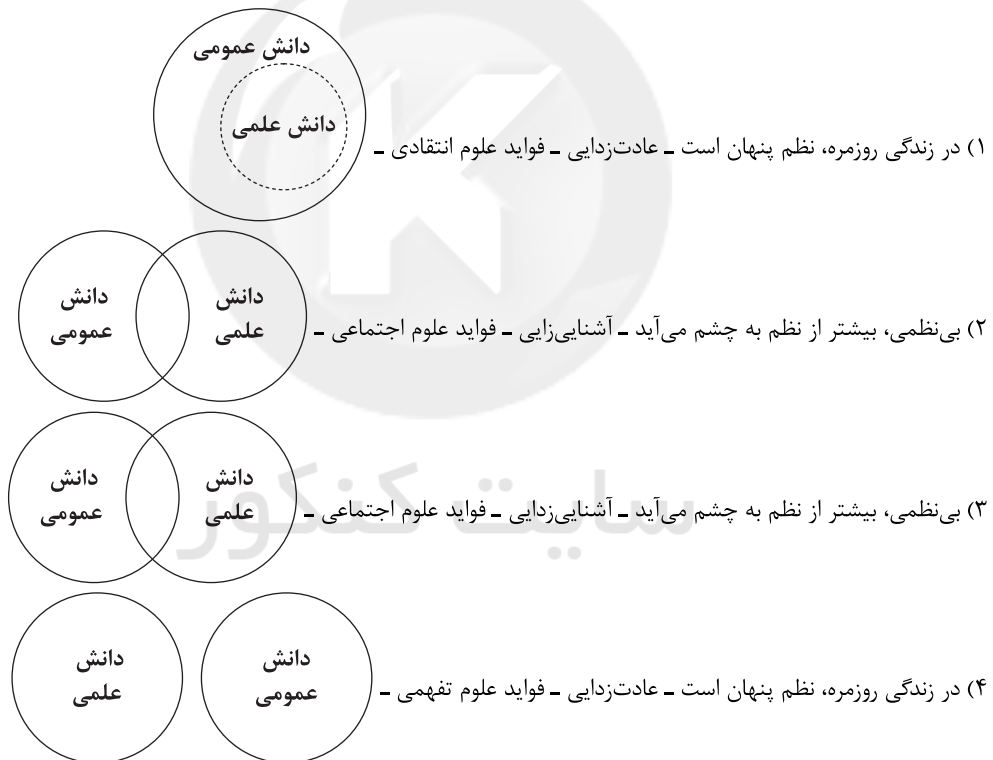 دانش عمومی
دانش علمی
۱) در زندگی روزمره، نظم پنهان است ـ عادت‌زدایی ـ فواید علوم انتقادی ـ
دانش علمی
دانش عمومی
۲) بی‌نظمی، بیشتر از نظم به چشم می‌آید ـ آشنایی‌زایی ـ فواید علوم اجتماعی ـ
دانش علمی
دانش عمومی
۳) بی‌نظمی، بیشتر از نظم به چشم می‌آید ـ آشنایی‌زدایی ـ فواید علوم اجتماعی ـ
سایت کنکور
دانش عمومی
دانش علمی
۴) در زندگی روزمره، نظم پنهان است ـ عادت‌زدایی ـ فواید علوم تفهمی ـ